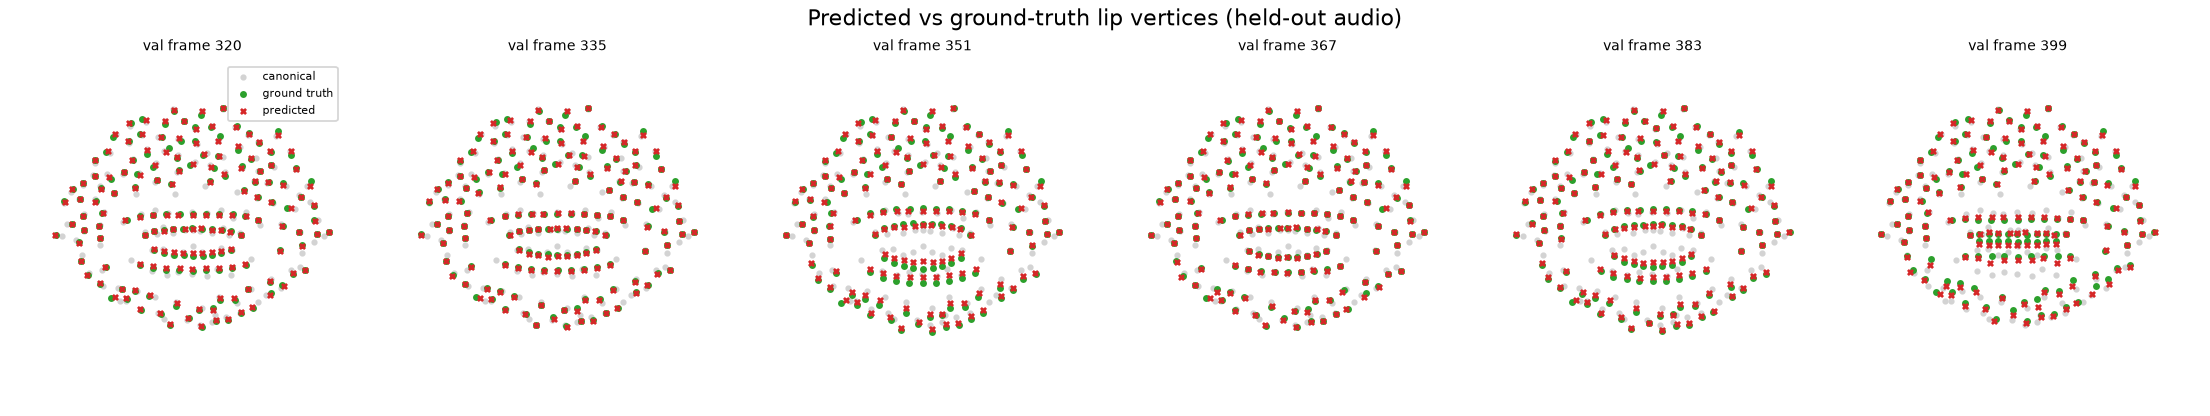 Predicted vs ground-truth lip vertices (held-out audio)
val frame 320
val frame 335
val frame 351
val frame 367
val frame 383
val frame 399
canonical
ground truth
predicted